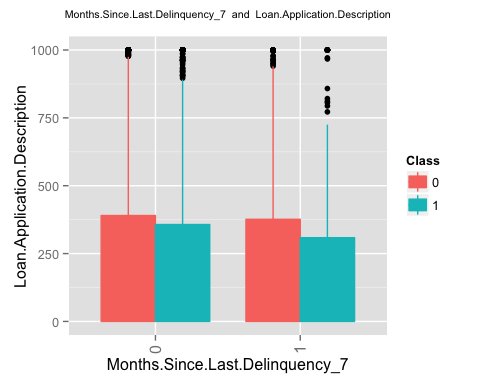 Months.Since.Last.Delinquency_7 and Loan.Application.Description
1000
750
500
250
0
Loan.Application.Description
0
1
Months.Since.Last.Delinquency_7
Class
0
1